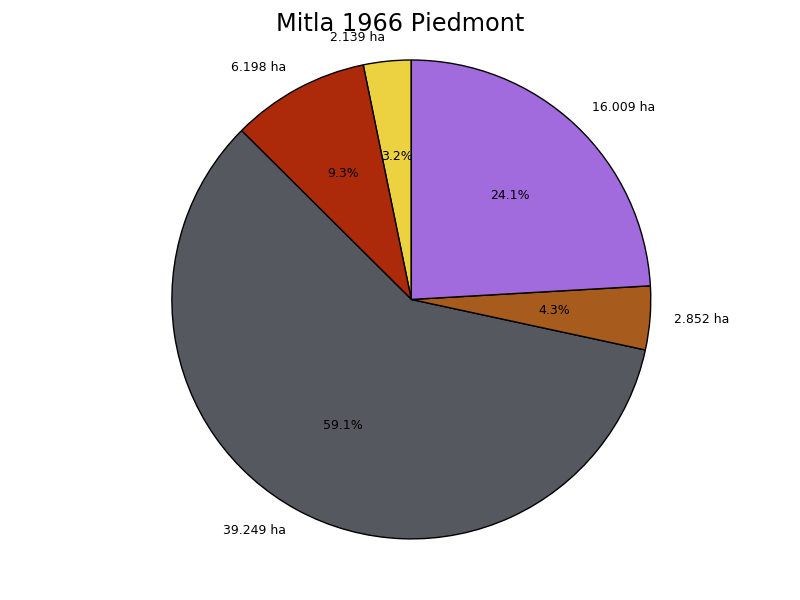 Mitla 1966 Piedmont
2.139 ha
6.198 ha
16.009 ha
3.2%
9.3%
24.1%
4.3%
2.852 ha
59.1%
39.249 ha